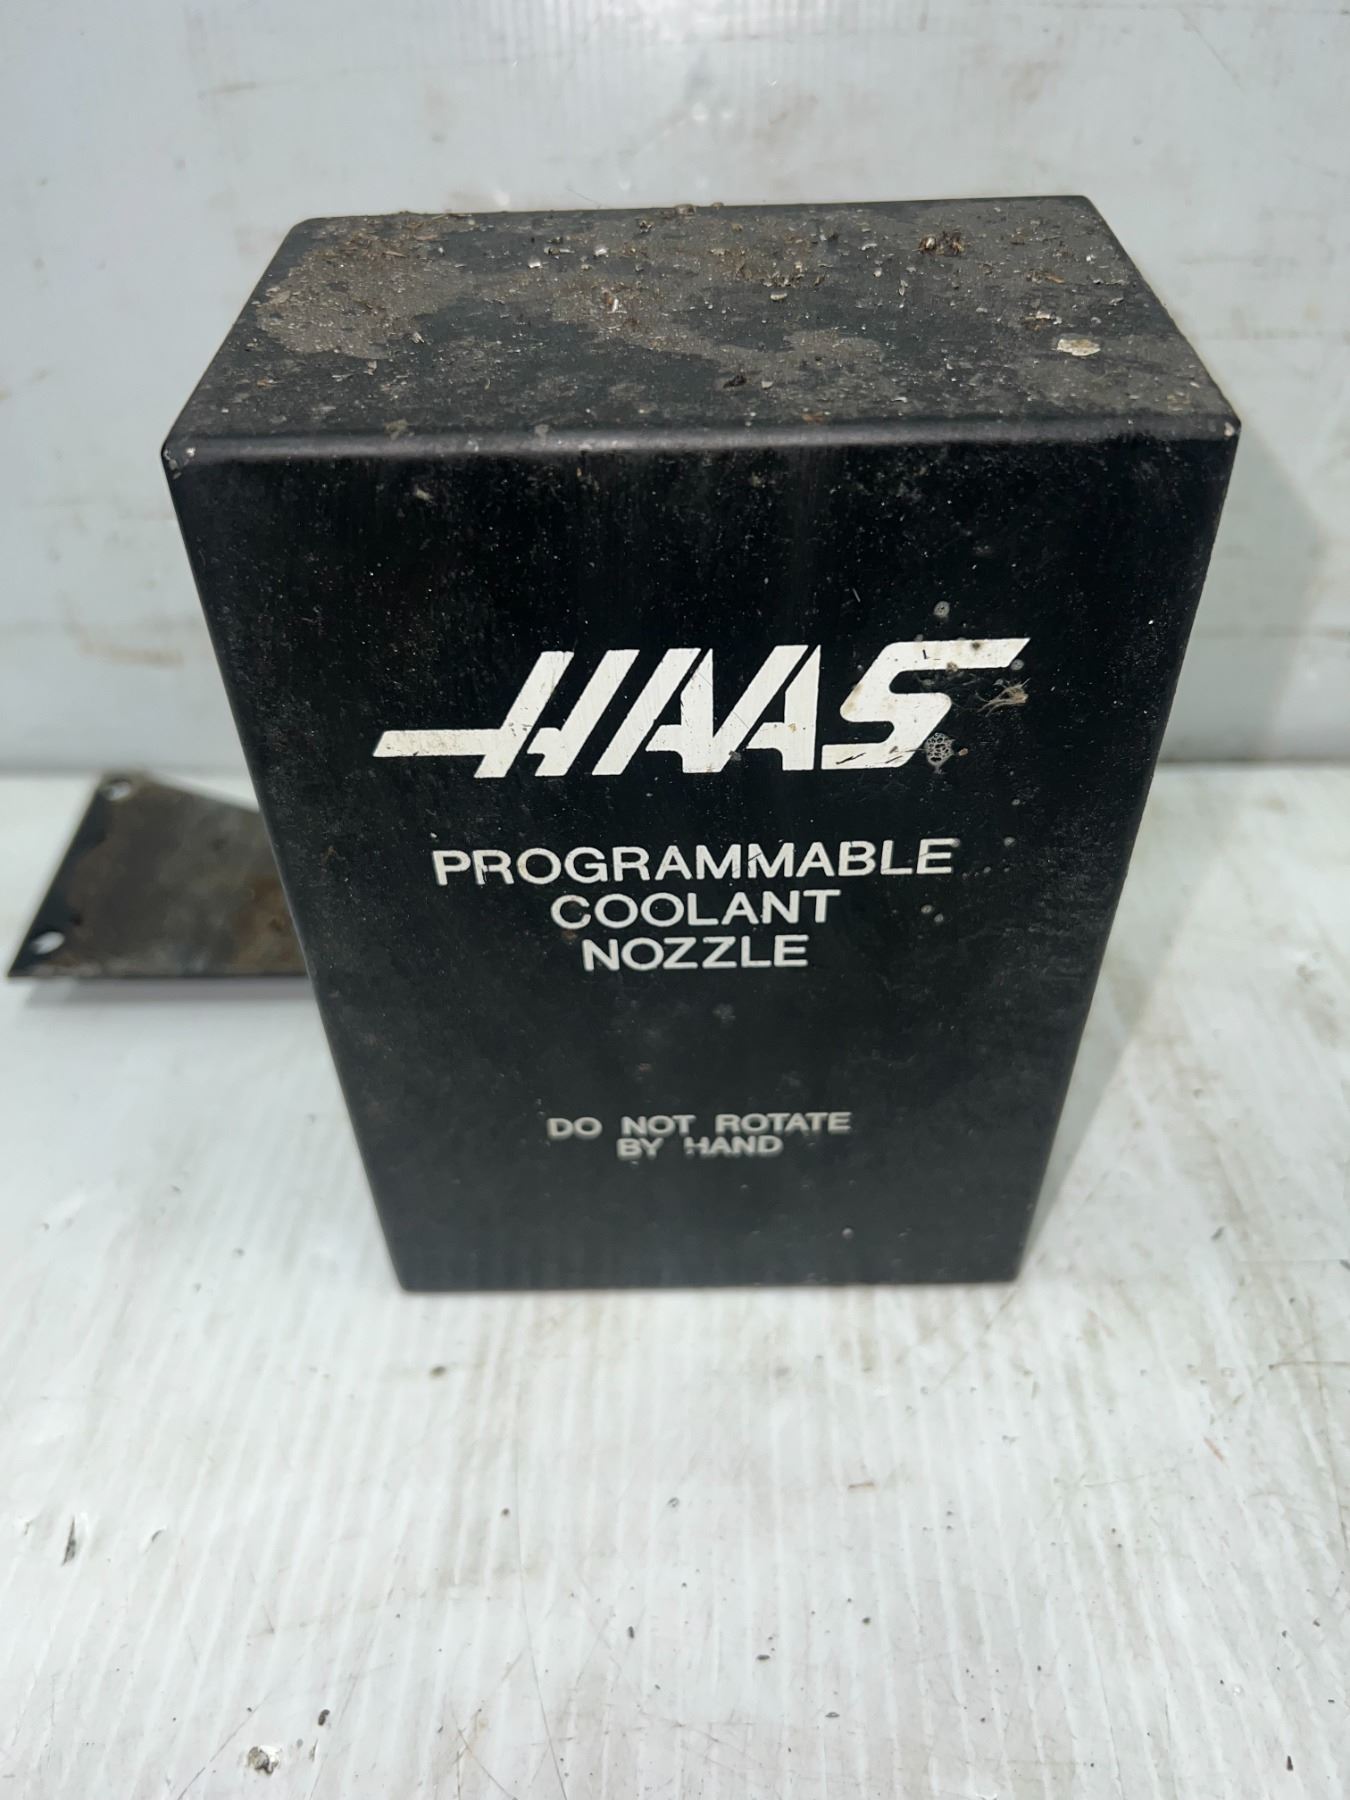 HAAS
PROGRAMMABLE
COOLANT
NOZZLE
DO NOT ROTATE
BY HAND